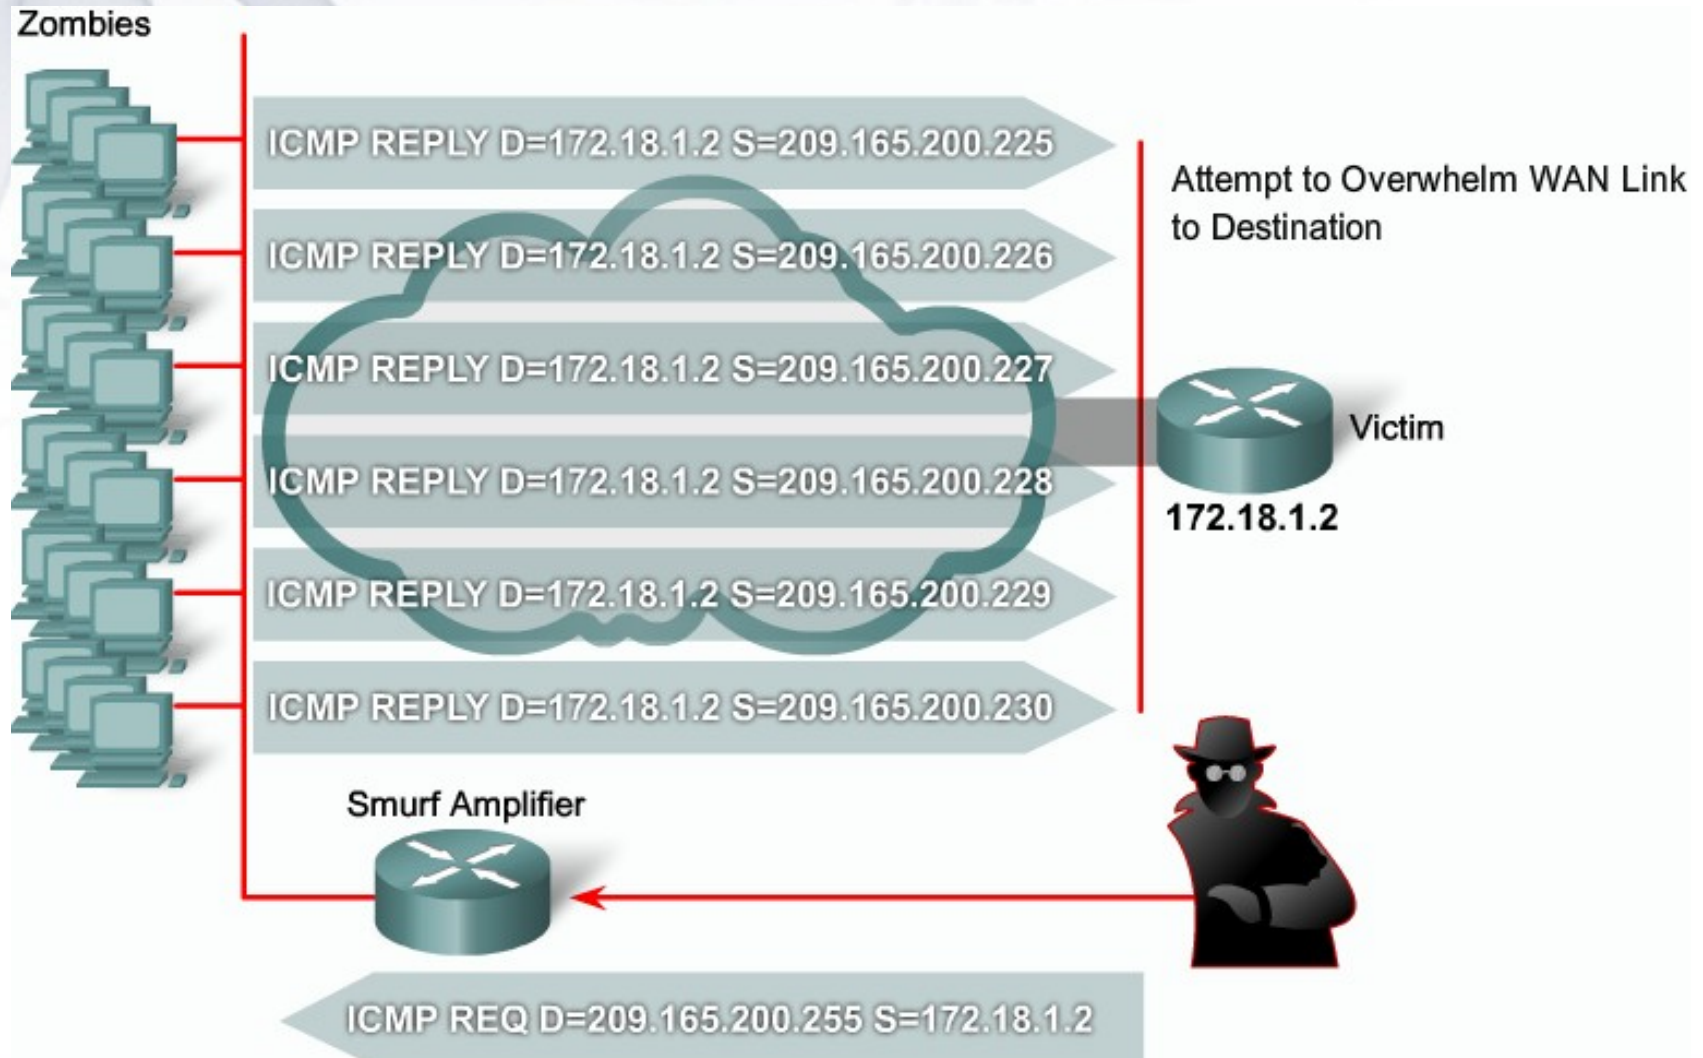 Zombies
ICMP REPLY D=172.18.1.2 S=209.165.200.225
Attempt to Overwhelm WAN Link
to Destination
ICMP REPLY D=172.18.1.2 S=209.165.200.226
ICMP REPLY D=172.18.1.2 S=209.165.200.227
Victim
172.18.1.2
ICMP REPLY D=172.18.1.2 S=209.165.200.228
ICMP REPLY D=172.18.1.2 S=209.165.200.229
ICMP REPLY D=172.18.1.2 S=209.165.200.230
Smurf Amplifier
ICMP REQ D=209.165.200.255 S=172.18.1.2